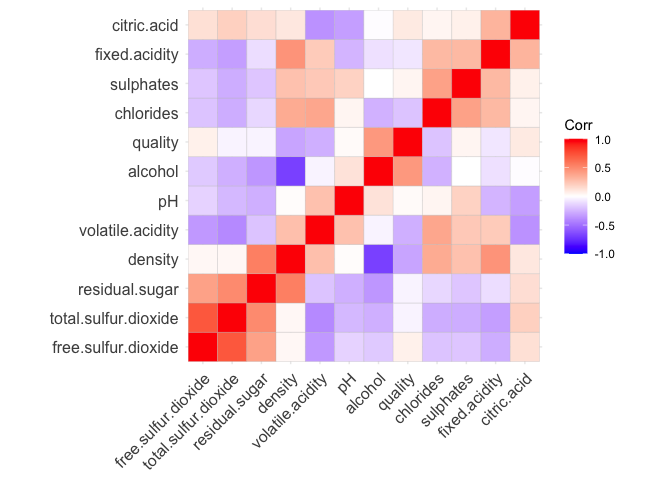 citric.acid
fixed.acidity
sulphates
chlorides
quality
alcohol
pH
volatile.acidity
density
residual.sugar
total.sulfur.dioxide
free.sulfur.dioxide
free.sulfur.dioxide
total.sulfur.dioxide
residual.sugar
density
volatile.acidity
pH
alcohol
quality
chlorides
sulphates
fixed.acidity
citric.acid
Corr
1.0
0.5
0.0
-0.5
-1.0